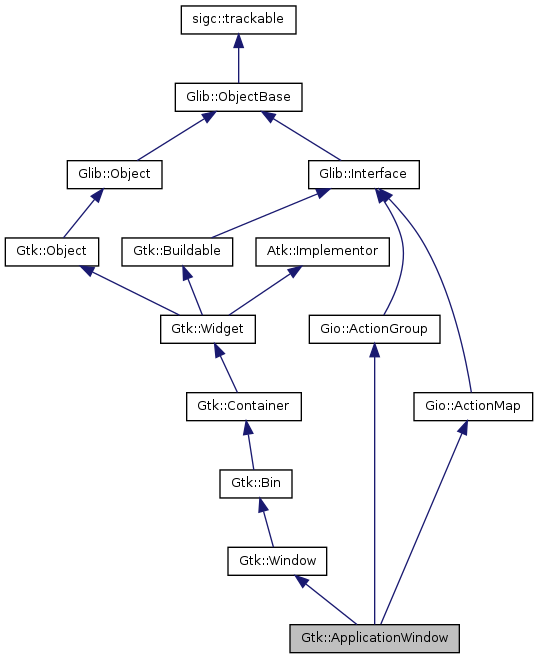 sigc::trackable
Glib::ObjectBase
Glib::Object
Glib::Interface
Gtk::Object
Gtk::Buildable
Atk::Implementor
Gtk::Widget
Gio::ActionGroup
Gtk::Container
Gio::ActionMap
Gtk::Bin
Gtk::Window
Gtk::ApplicationWindow